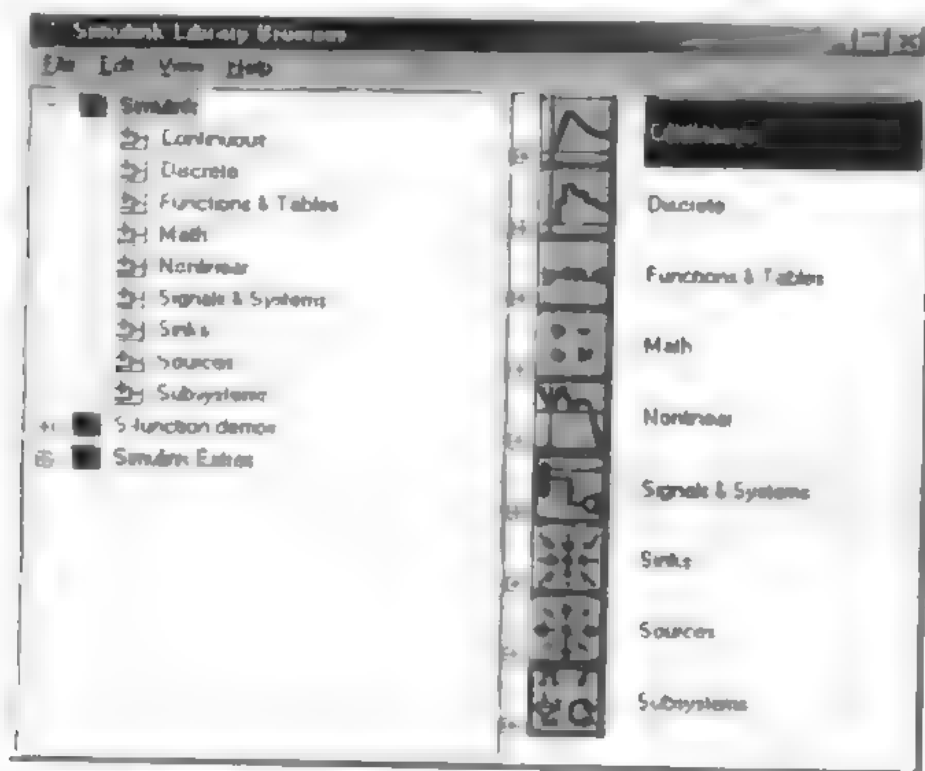 Simulink Library Browser
File Edit View Help
Simulink
Continuous
Discrete
Functions & Tables
Math
Nonlinear
Signals & Systems
Sinks
Sources
Subsystems
S-function demos
Simulink Extras
Continuous
Discrete
Functions & Tables
Math
Nonlinear
Signals & Systems
Sinks
Sources
Subsystems